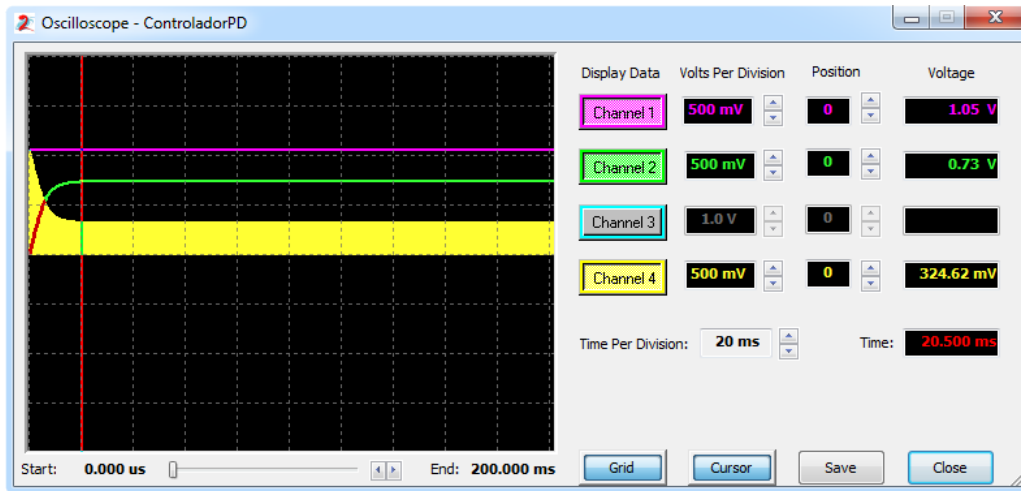 Oscilloscope - ControladorPD
Display Data Volts Per Division Position Voltage
Channel 1 500 mV 0 1.05 V
Channel 2 500 mV 0 0.73 V
Channel 3 1.0 V 0
Channel 4 500 mV 0 324.62 mV
Time Per Division: 20 ms Time: 20.500 ms
Start: 0.000 us End: 200.000 ms Grid Cursor Save Close